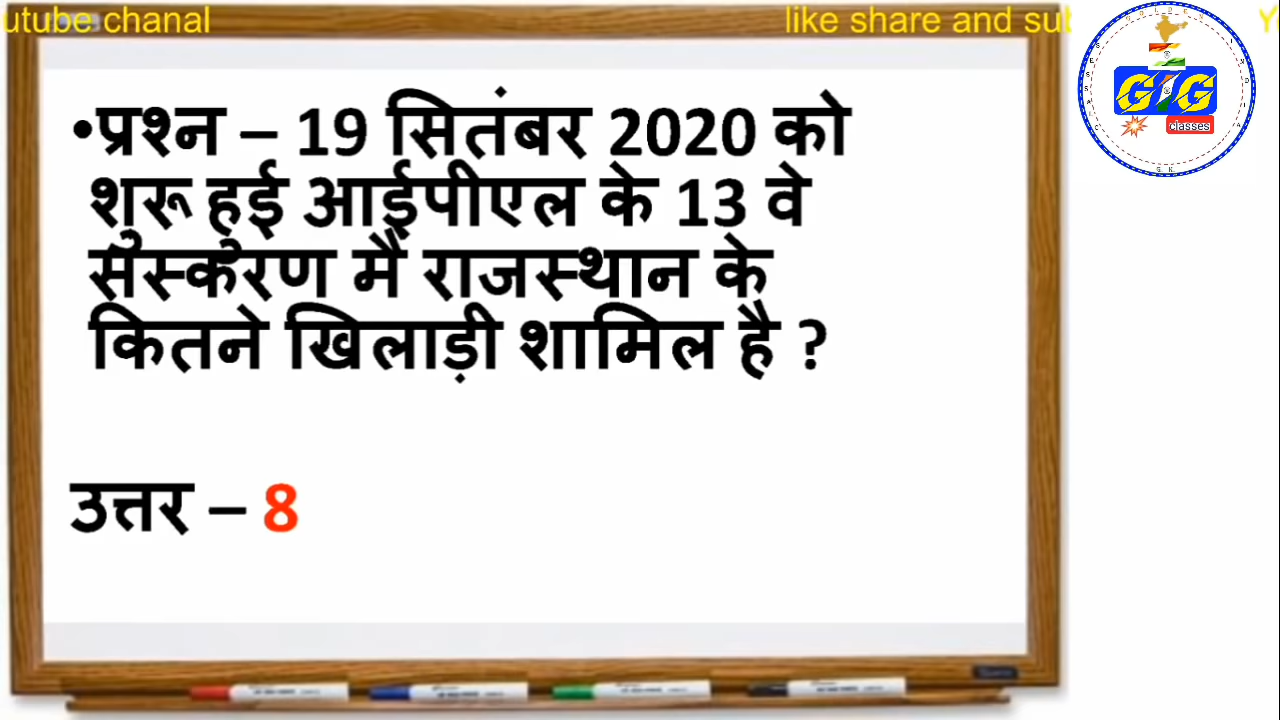 utube chanal like share and sub Y
•प्रश्न – 19 सितंबर 2020 को
शुरू हुई आईपीएल के 13 वे
संस्करण मैं राजस्थान के
कितने खिलाड़ी शामिल है ?
उत्तर – 8
GIG
classes